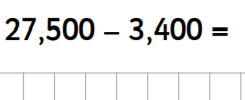 27,500 – 3,400 =